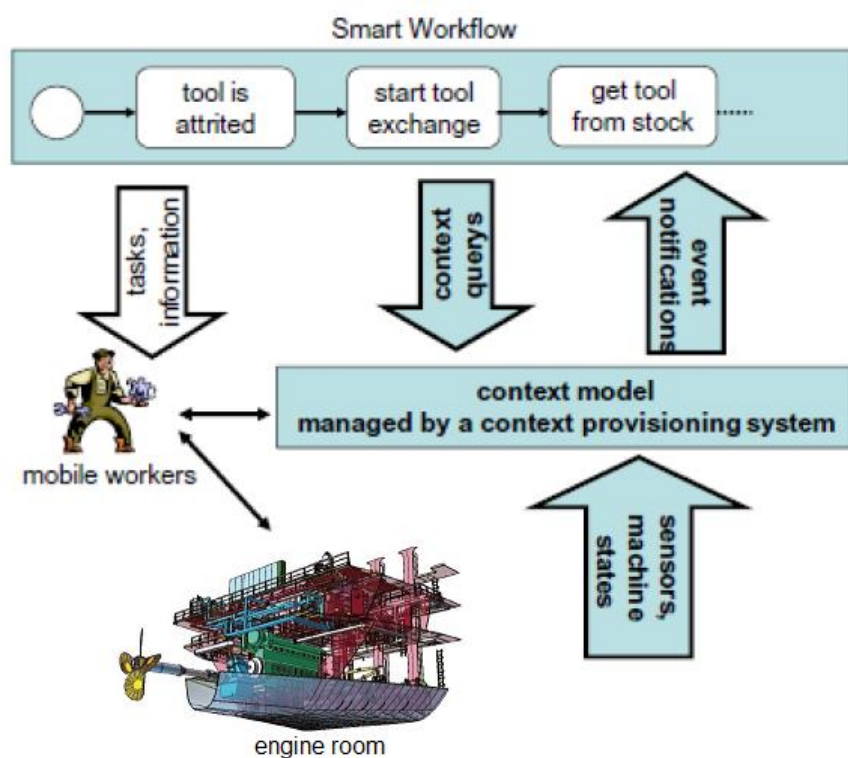 Smart Workflow
tool is
attrited
start tool
exchange
get tool
from stock
tasks,
information
context
querys
event
notifications
context model
managed by a context provisioning system
mobile workers
sensors,
machine
states
engine room